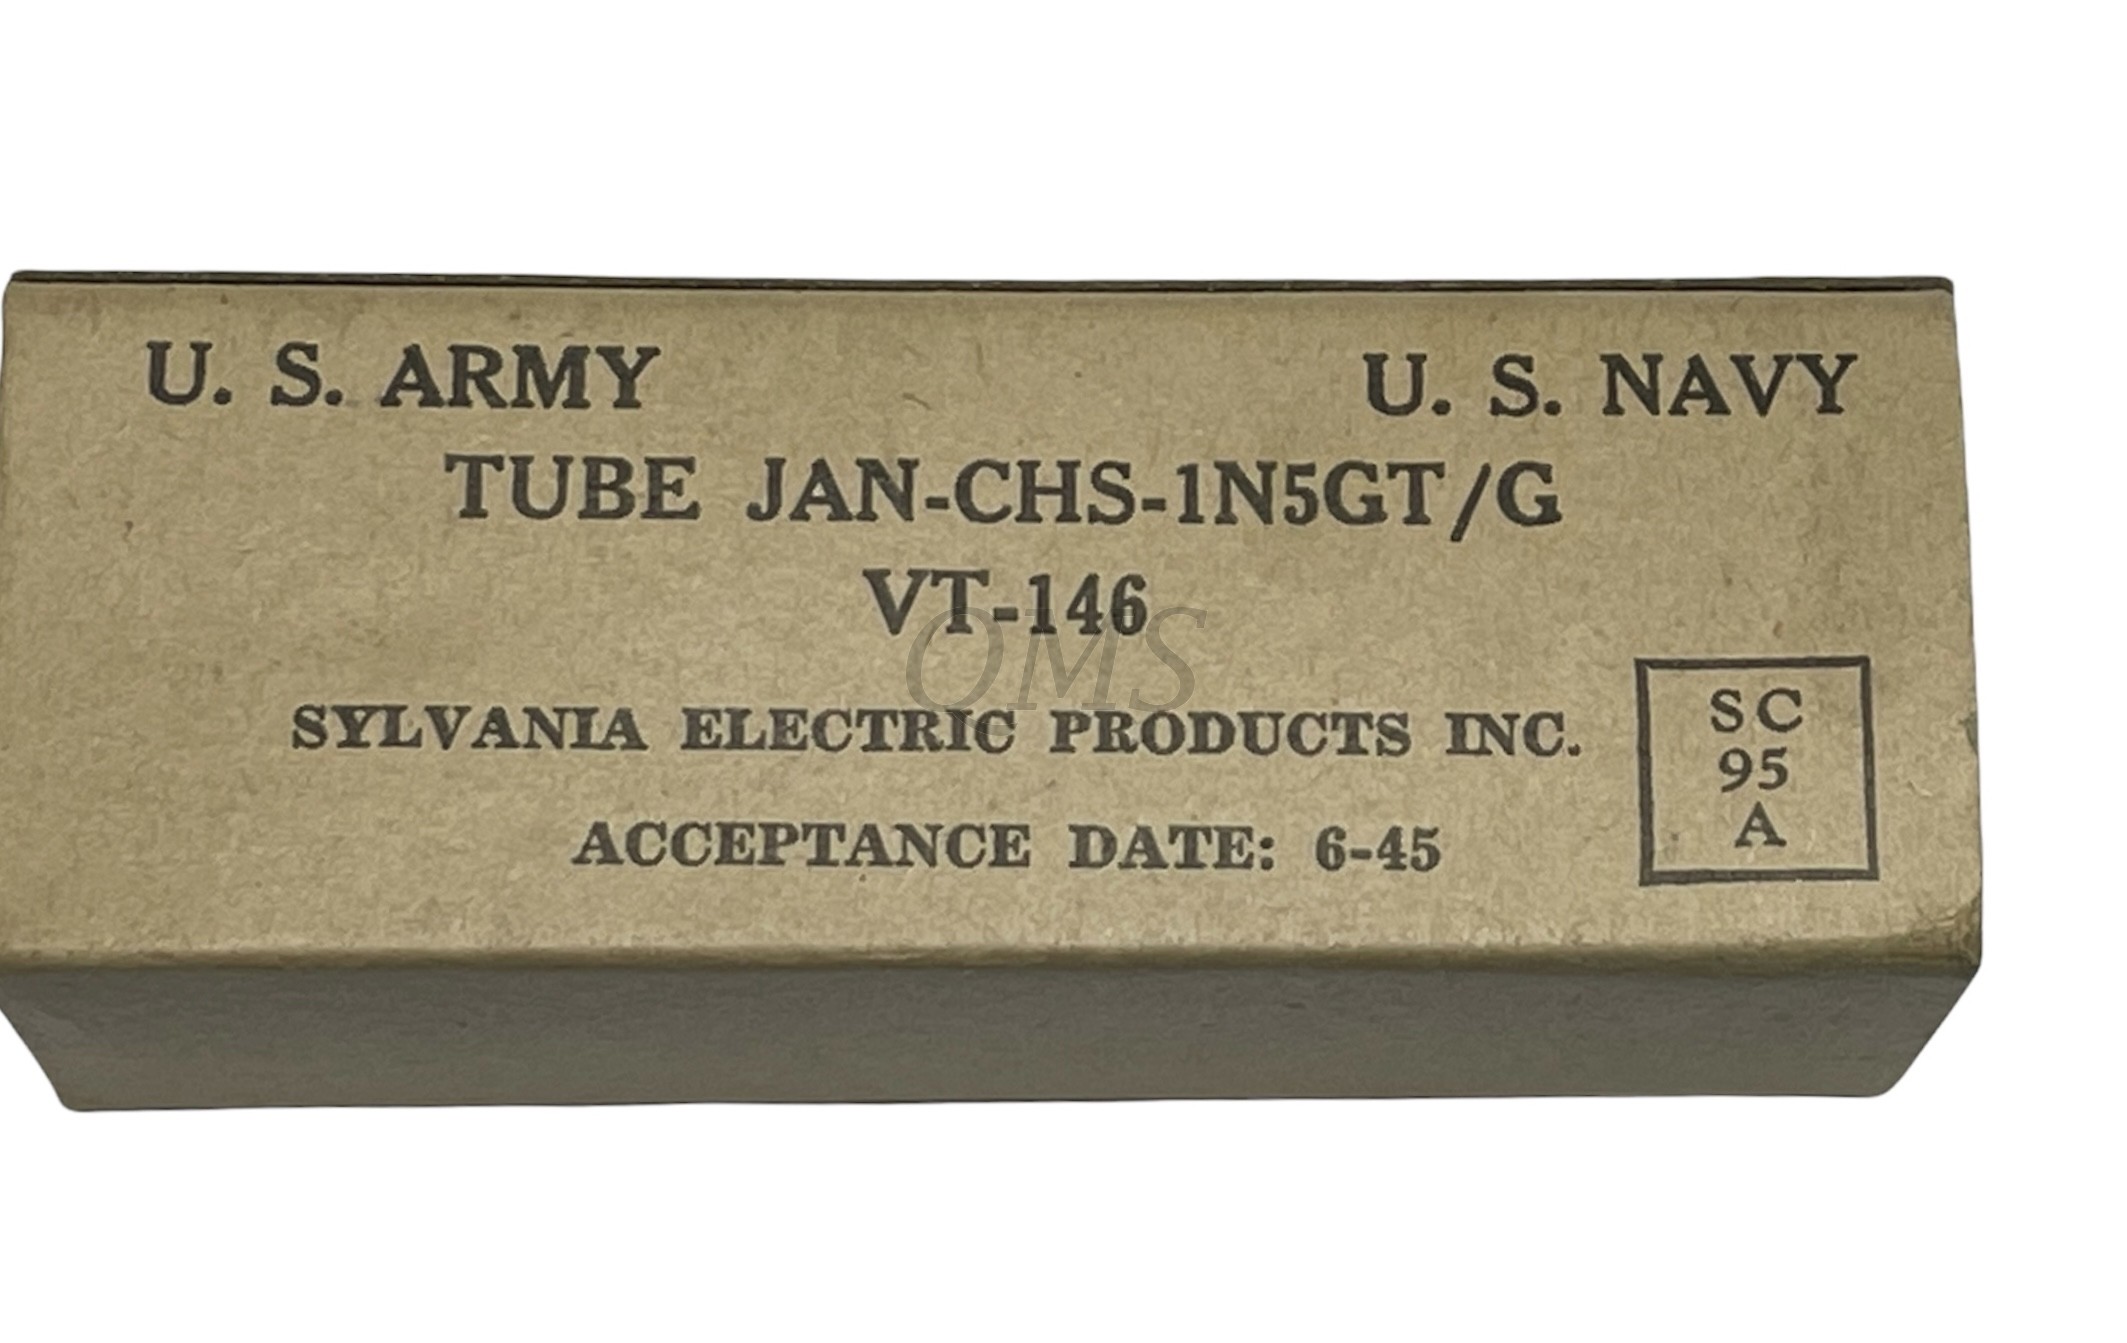 U. S. ARMY U. S. NAVY
TUBE JAN-CHS-1N5GT/G
VT-146
OMS
SYLVANIA ELECTRIC PRODUCTS INC.
ACCEPTANCE DATE: 6-45
SC
95
A